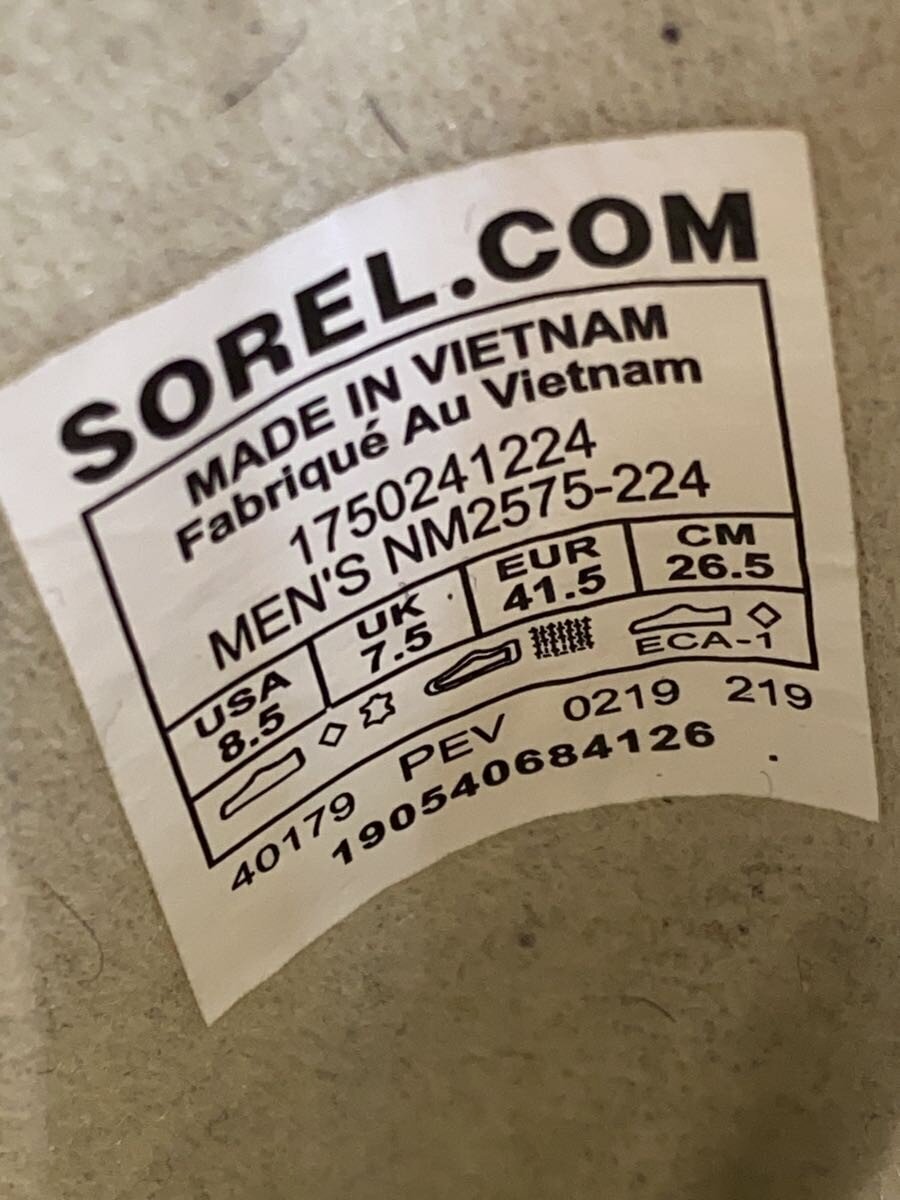 SOREL.COM
MADE IN VIETNAM
Fabriqué Au Vietnam
1750241224
MEN'S NM2575-224
USA UK EUR CM
8.5 7.5 41.5 26.5
ECA-1
40179 PEV 0219 219
190540684126